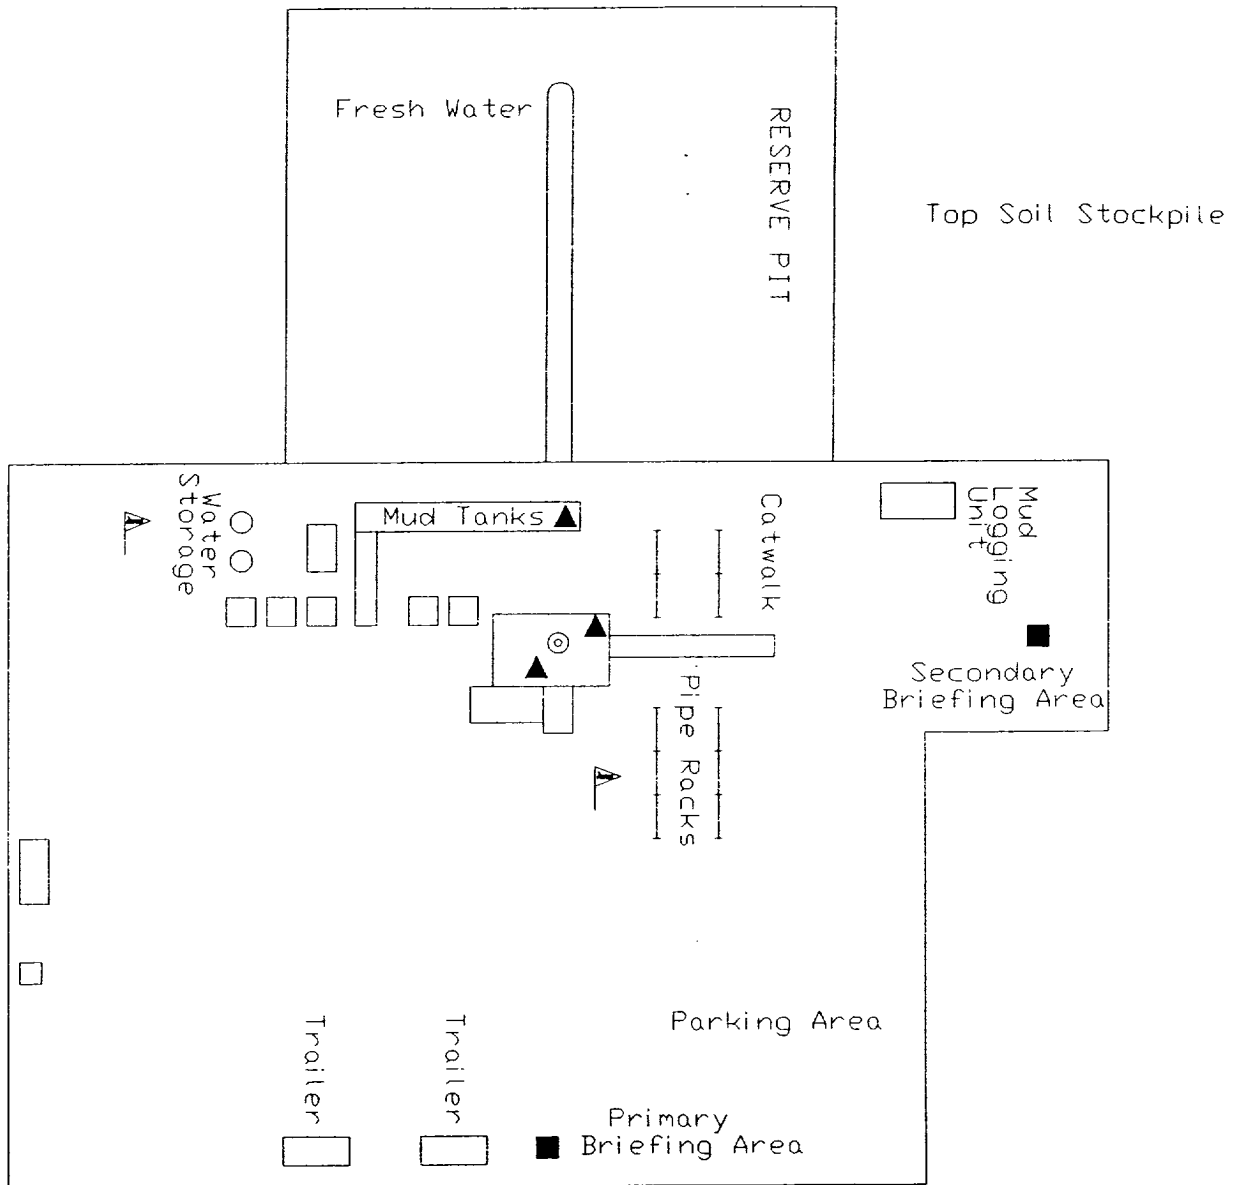 Fresh Water
RESERVE PIT
Top Soil Stockpile
Water
Storage
Mud Tanks
Catwalk
Mud
Logging
Unit
Secondary
Briefing Area
Pipe Racks
Parking Area
Trailer
Trailer
Primary
Briefing Area